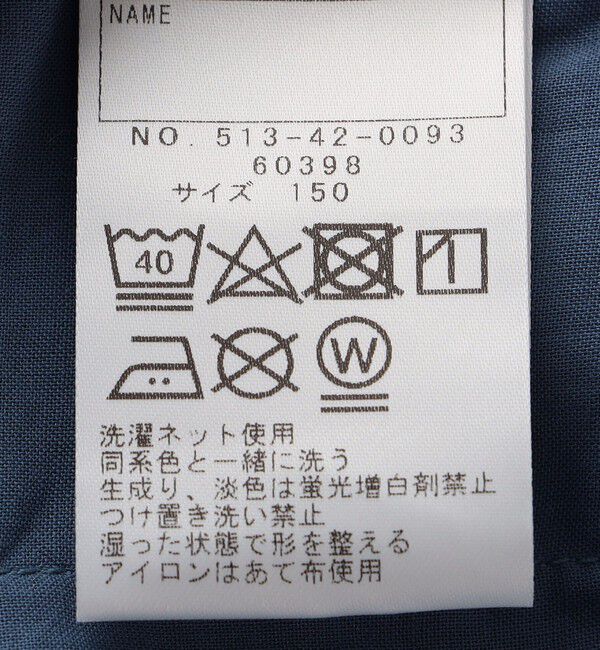 NAME
NO. 513-42-0093
60398
サイズ 150
40
W
洗濯ネット使用
同系色と一緒に洗う
生成り、淡色は蛍光増白剤禁止
つけ置き洗い禁止
湿った状態で形を整える
アイロンはあて布使用